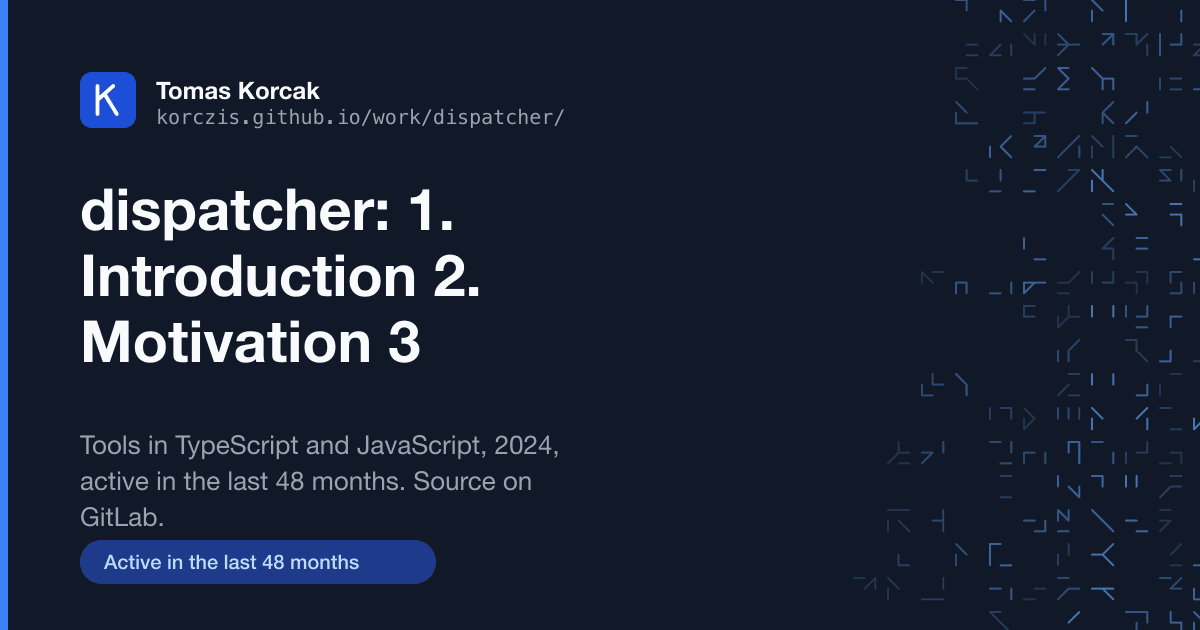 K
Tomas Korcak
korczis.github.io/work/dispatcher/
dispatcher: 1.
Introduction 2.
Motivation 3
Tools in TypeScript and JavaScript, 2024,
active in the last 48 months. Source on
GitLab.
Active in the last 48 months